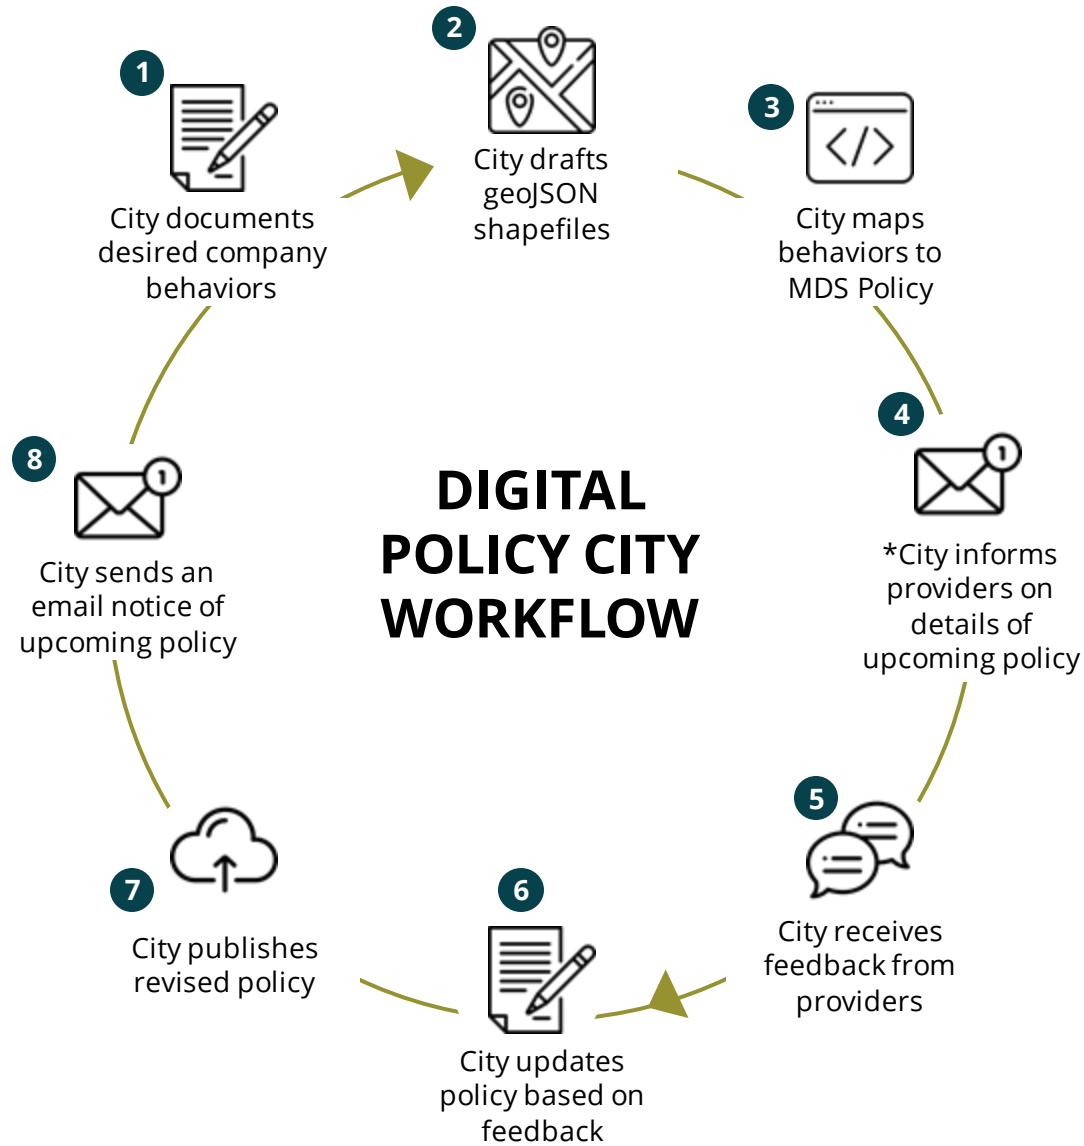 1
City documents
desired company
behaviors
2
City drafts
geoJSON
shapefiles
3
</>
City maps
behaviors to
MDS Policy
4
1
*City informs
providers on
details of
upcoming policy
5
City receives
feedback from
providers
6
City updates
policy based on
feedback
7
City publishes
revised policy
8
1
City sends an
email notice of
upcoming policy
DIGITAL
POLICY CITY
WORKFLOW